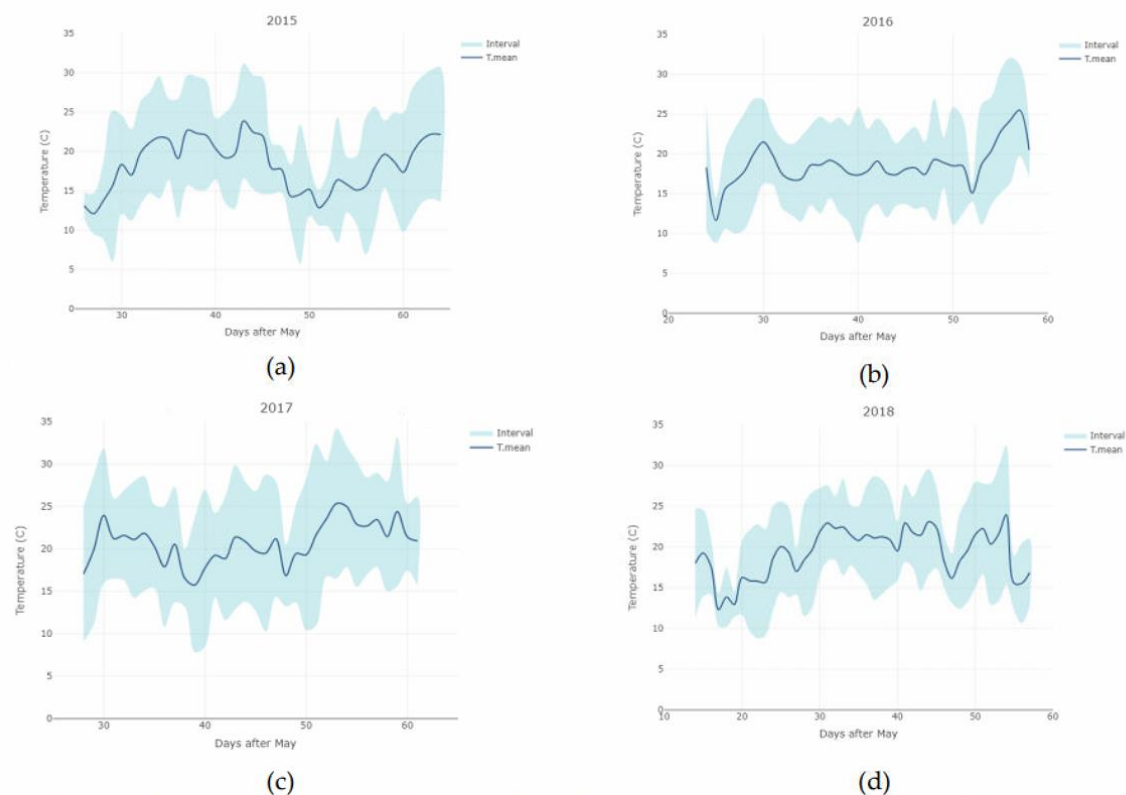 2015
35
30
25
20
15
10
5
0
Temperature (C)
30 40 50 60
Days after May
Interval
T.mean
(a)
2016
35
30
25
20
15
10
5
0
Temperature (C)
20 30 40 50 60
Days after May
Interval
T.mean
(b)
2017
35
30
25
20
15
10
5
0
Temperature (C)
30 40 50 60
Days after May
Interval
T.mean
(c)
2018
35
30
25
20
15
10
5
0
Temperature (C)
10 20 30 40 50 60
Days after May
Interval
T.mean
(d)